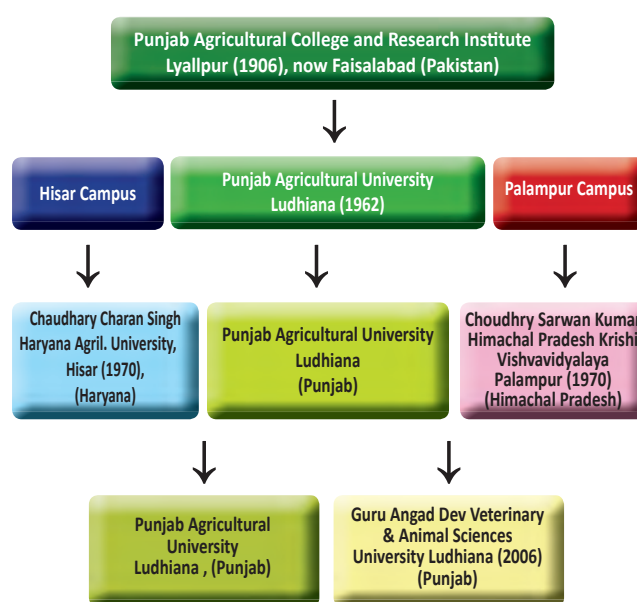 Punjab Agricultural College and Research Institute
Lyallpur (1906), now Faisalabad (Pakistan)
Hisar Campus
Punjab Agricultural University
Ludhiana (1962)
Palampur Campus
Chaudhary Charan Singh
Haryana Agril. University,
Hisar (1970),
(Haryana)
Punjab Agricultural University
Ludhiana
(Punjab)
Choudhry Sarwan Kumar
Himachal Pradesh Krishi
Vishvavidyalaya
Palampur (1970)
(Himachal Pradesh)
Punjab Agricultural
University
Ludhiana , (Punjab)
Guru Angad Dev Veterinary
& Animal Sciences
University Ludhiana (2006)
(Punjab)